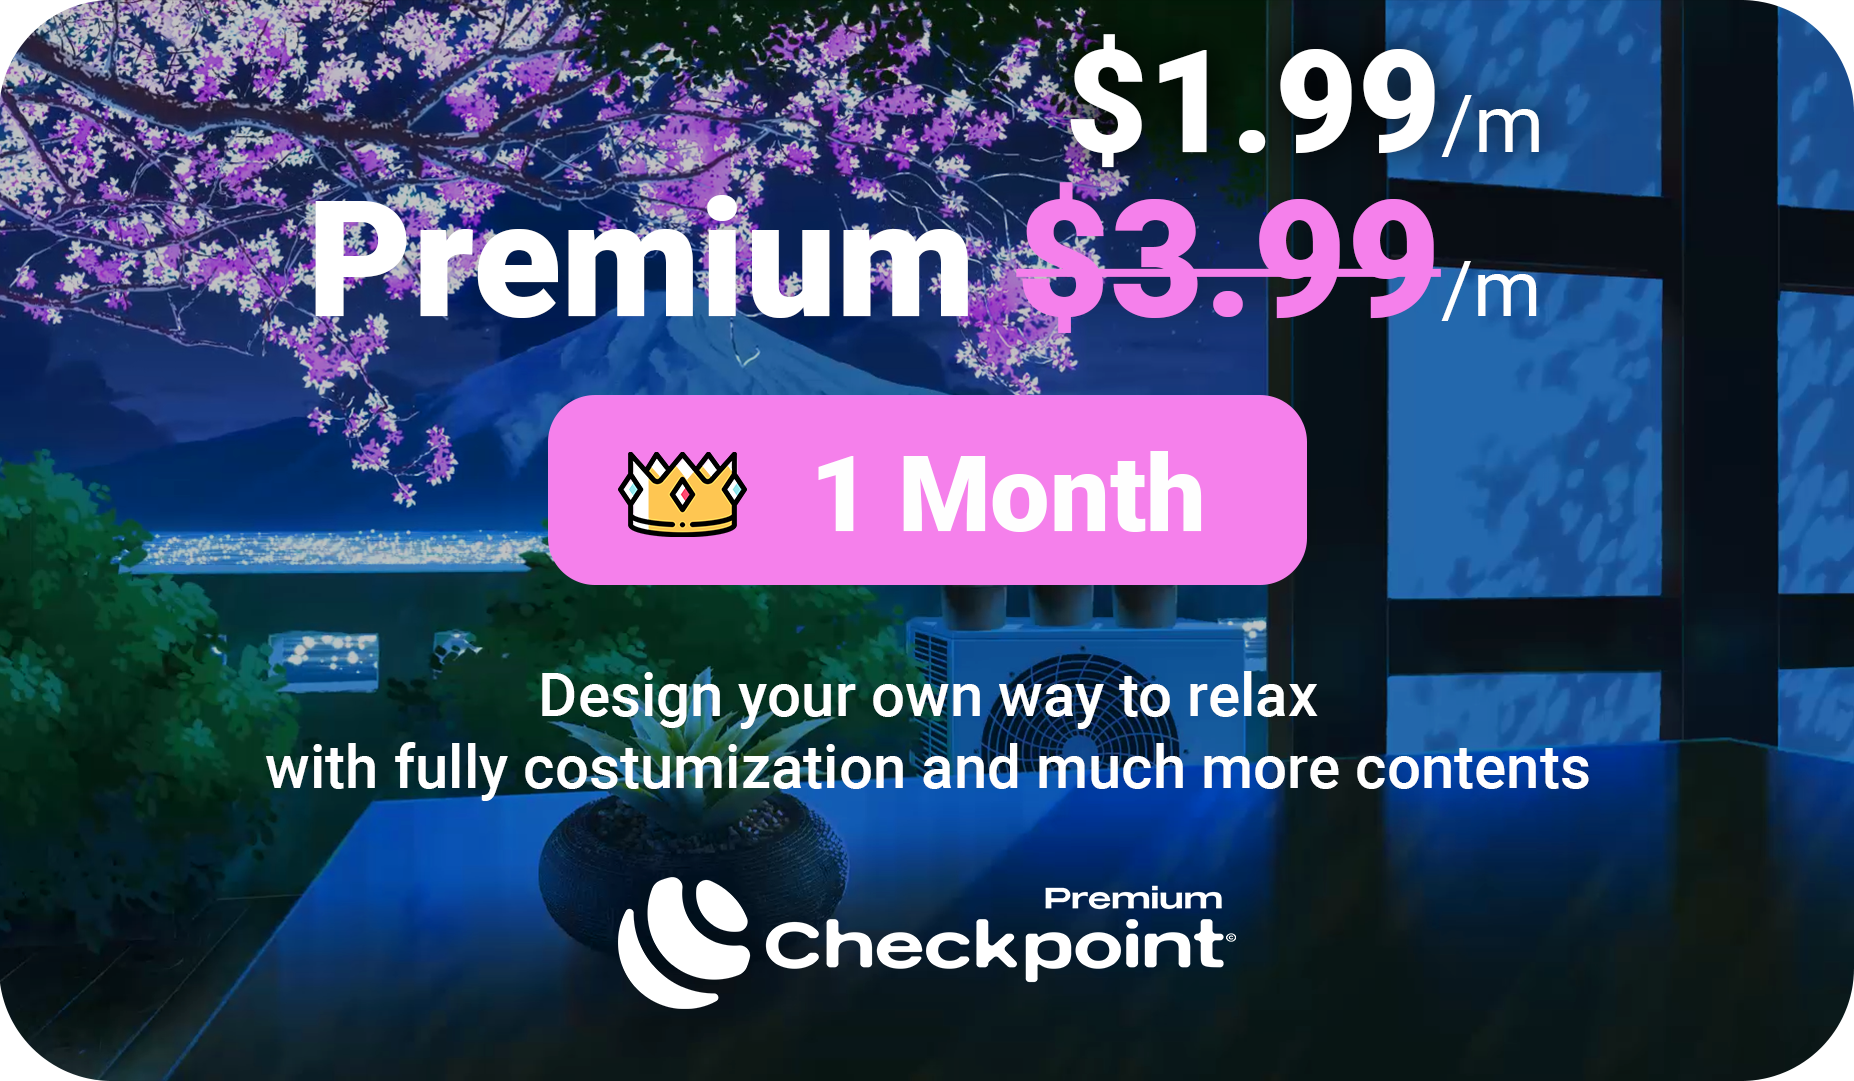 $1.99/m
Premium $3.99/m
1 Month
Design your own way to relax
with fully costumization and much more contents
Premium
Checkpoint©